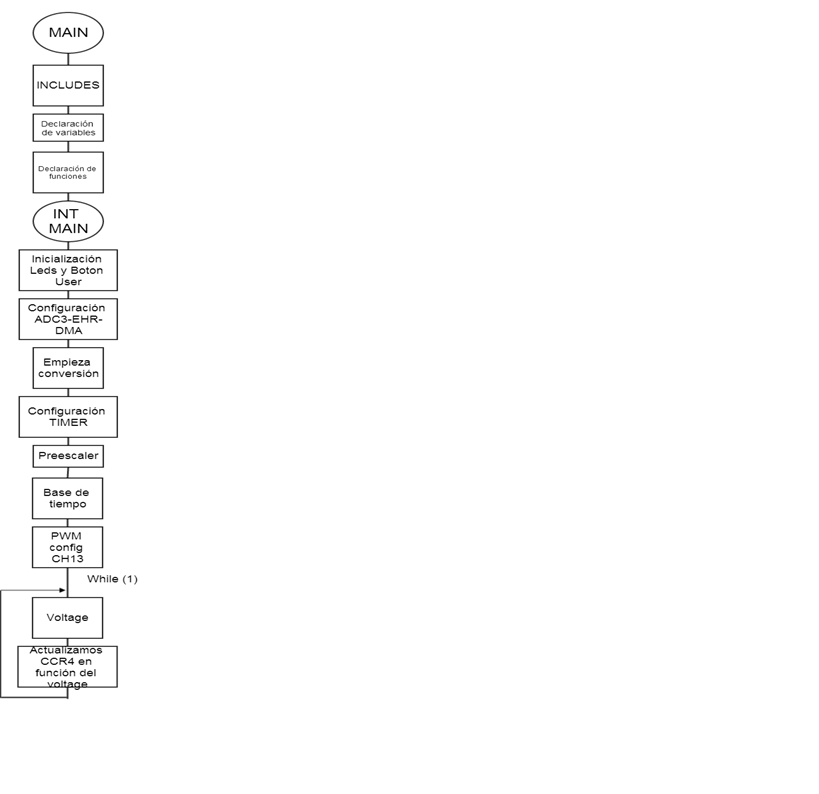 MAIN
INCLUDES
Declaración
de variables
Declaración de
funciones
INT
MAIN
Inicialización
Leds y Boton
User
Configuración
ADC3-EHR-
DMA
Empieza
conversión
Configuración
TIMER
Preescaler
Base de
tiempo
PWM
config
CH13
While (1)
Voltage
Actualizamos
CCR4 en
función del
voltage